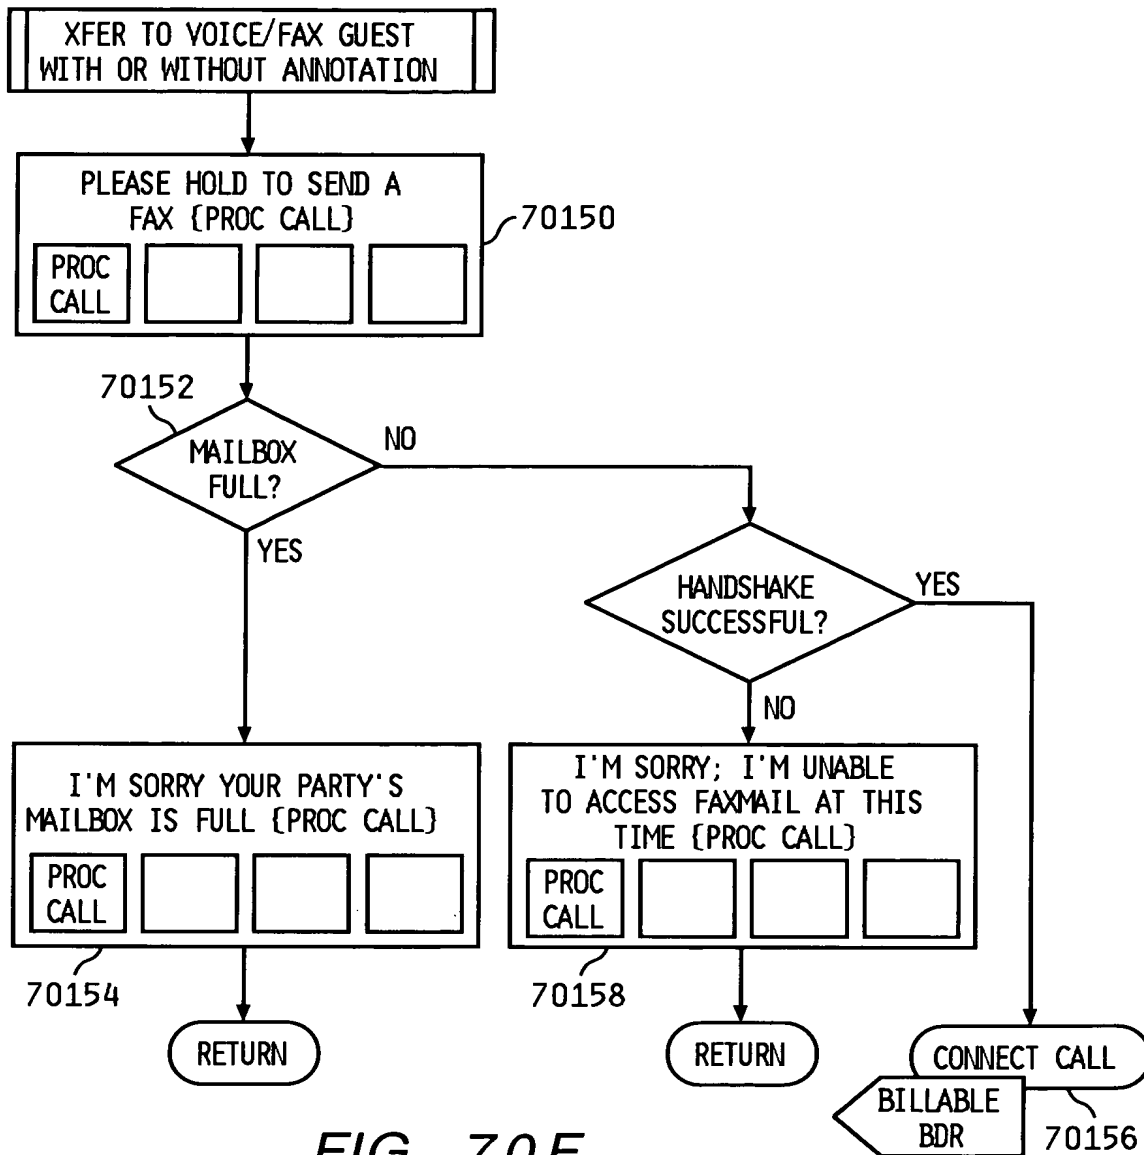 XFER TO VOICE/FAX GUEST
WITH OR WITHOUT ANNOTATION
PLEASE HOLD TO SEND A
FAX {PROC CALL}
PROC
CALL
70150
70152
MAILBOX
FULL?
NO
YES
HANDSHAKE
SUCCESSFUL?
YES
NO
I'M SORRY YOUR PARTY'S
MAILBOX IS FULL {PROC CALL}
PROC
CALL
70154
I'M SORRY; I'M UNABLE
TO ACCESS FAXMAIL AT THIS
TIME {PROC CALL}
PROC
CALL
70158
RETURN
RETURN
CONNECT CALL
BILLABLE
BDR
70156